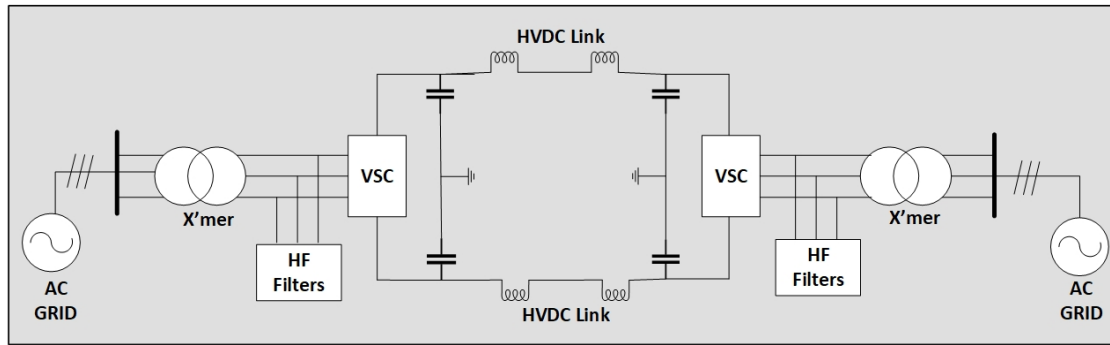 HVDC Link
VSC
VSC
X'mer
X'mer
HF
Filters
HF
Filters
AC
GRID
AC
GRID
HVDC Link